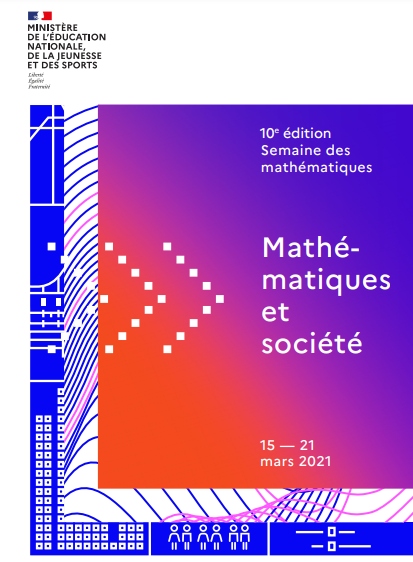 MINISTÈRE
DE L'ÉDUCATION
NATIONALE,
DE LA JEUNESSE
ET DES SPORTS
Liberté
Égalité
Fraternité
10e édition
Semaine des
mathématiques
Mathé-
matiques
et
société
15 — 21
mars 2021